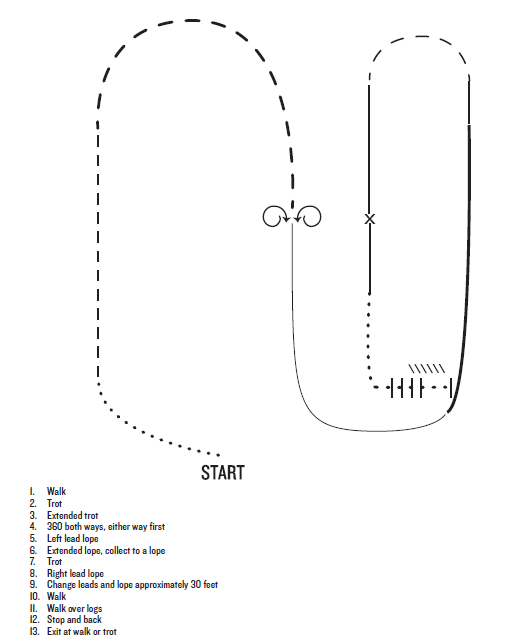 x
START
1. Walk
2. Trot
3. Extended trot
4. 360 both ways, either way first
5. Left lead lope
6. Extended lope, collect to a lope
7. Trot
8. Right lead lope
9. Change leads and lope approximately 30 feet
10. Walk
11. Walk over logs
12. Stop and back
13. Exit at walk or trot